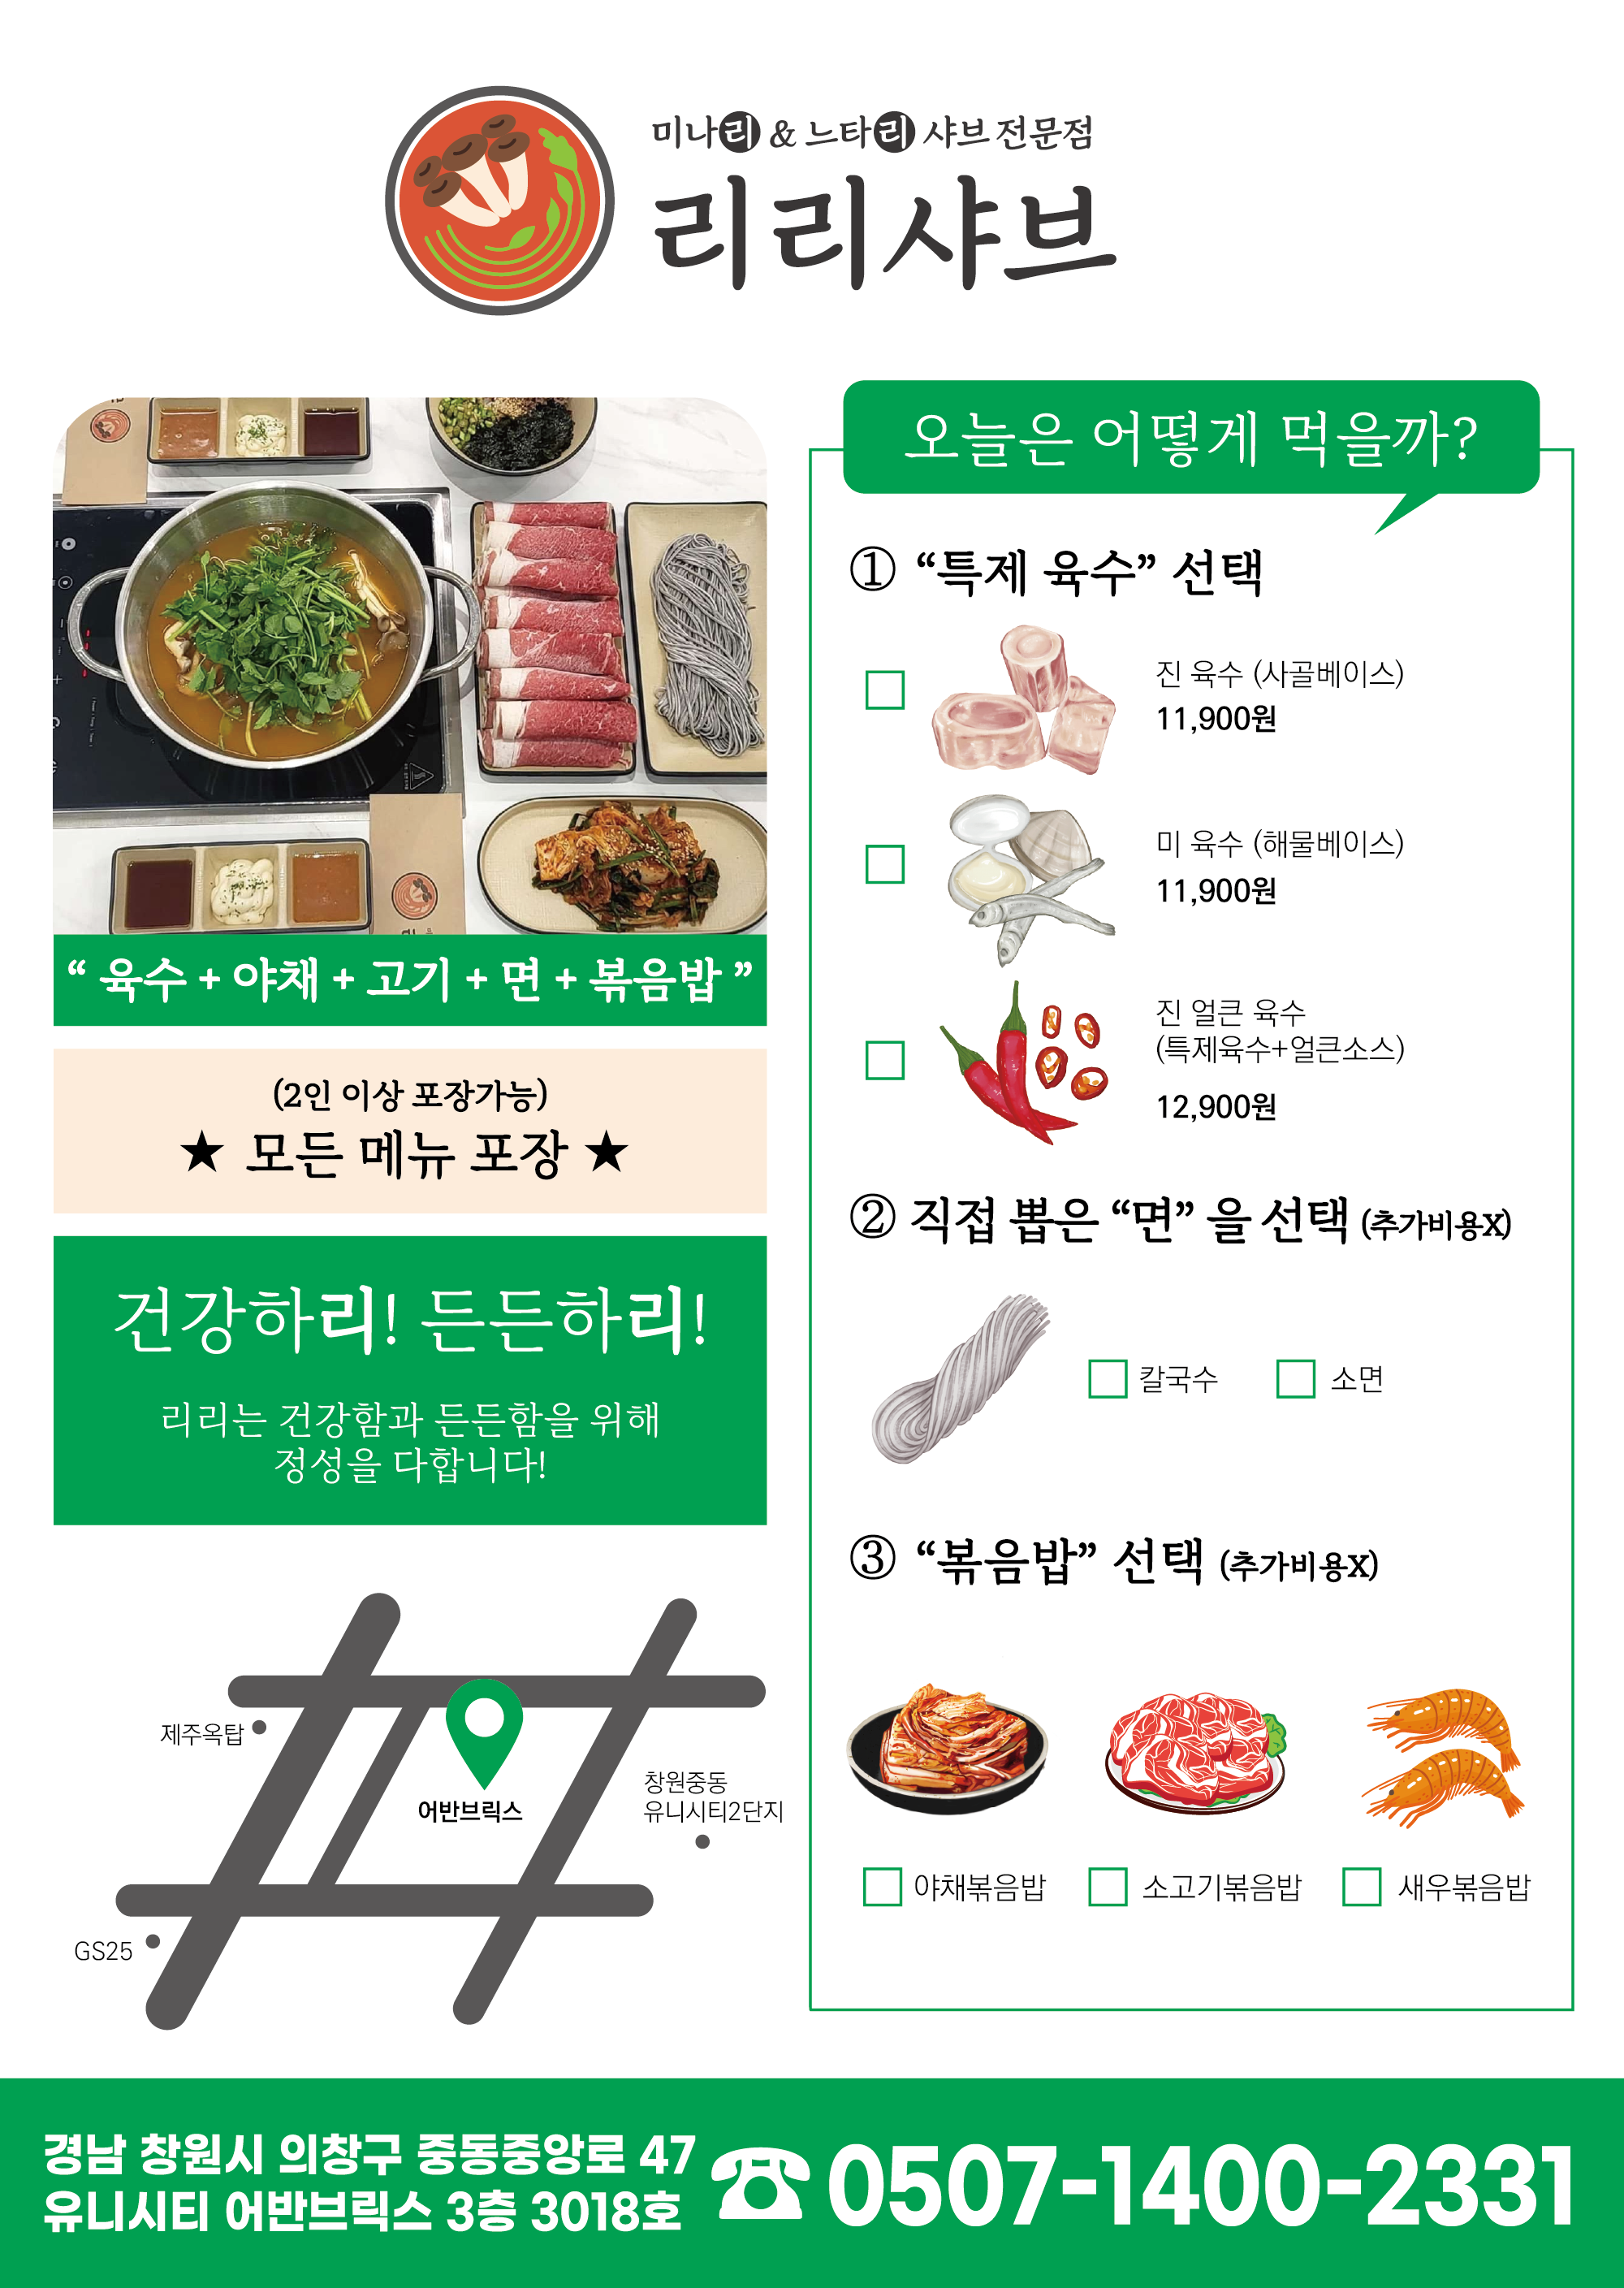 미나리 & 느타리 샤브 전문점
리리샤브
“ 육수 + 야채 + 고기 + 면 + 볶음밥 ”
(2인 이상 포장가능)
★ 모든 메뉴 포장 ★
건강하리! 든든하리!
리리는 건강함과 든든함을 위해
정성을 다합니다!
제주옥탑
어반브릭스
창원중동
유니시티2단지
GS25
오늘은 어떻게 먹을까?
① “특제 육수” 선택
진 육수 (사골베이스)
11,900원
미 육수 (해물베이스)
11,900원
진 얼큰 육수
(특제육수+얼큰소스)
12,900원
② 직접 뽑은 “면” 을 선택 (추가비용X)
칼국수
소면
③ “볶음밥” 선택 (추가비용X)
야채볶음밥
소고기볶음밥
새우볶음밥
경남 창원시 의창구 중동중앙로 47
유니시티 어반브릭스 3층 3018호
☎ 0507-1400-2331